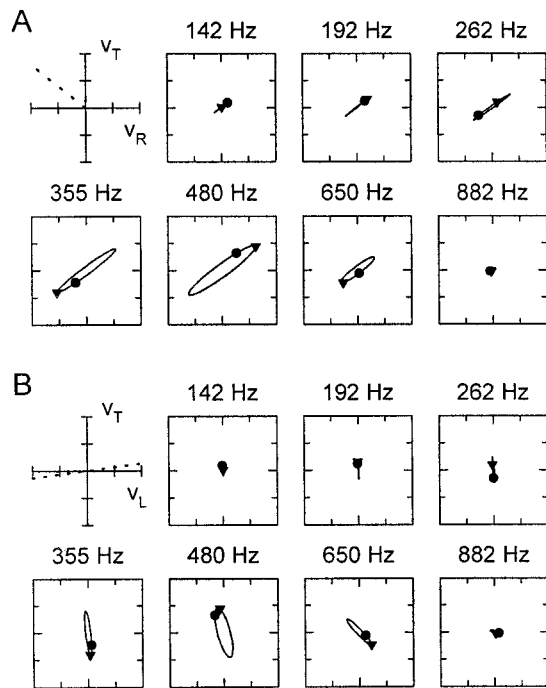 A
v_T
142 Hz
192 Hz
262 Hz
v_R
355 Hz
480 Hz
650 Hz
882 Hz
B
v_T
142 Hz
192 Hz
262 Hz
v_L
355 Hz
480 Hz
650 Hz
882 Hz